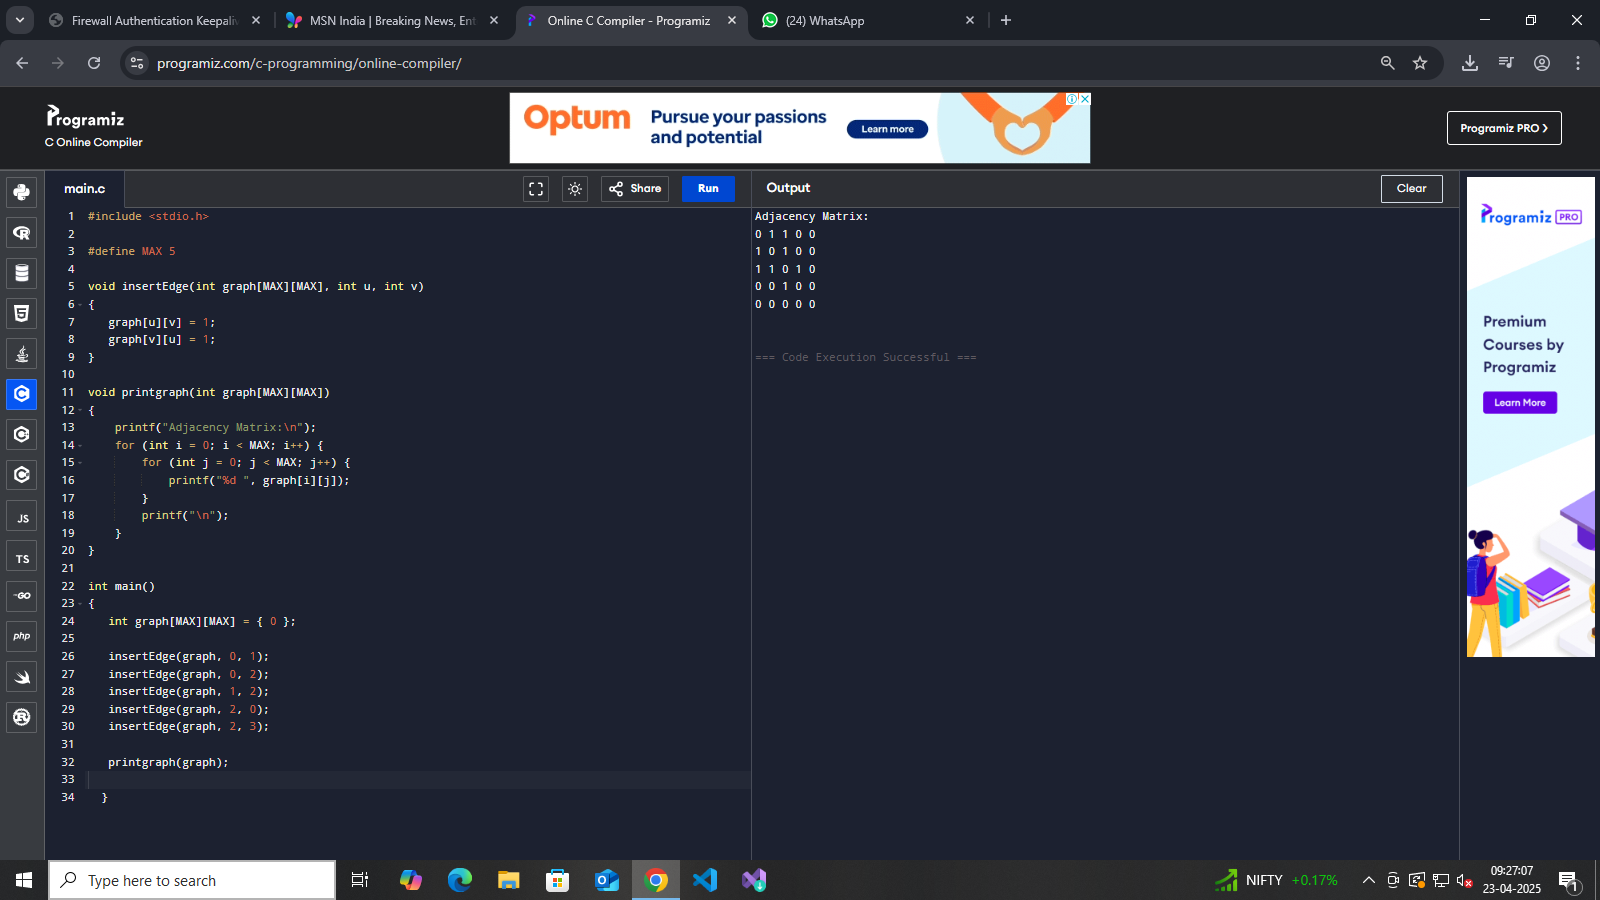 Firewall Authentication Keepaliv
MSN India | Breaking News, Ent
Online C Compiler - Programiz
(24) WhatsApp
programiz.com/c-programming/online-compiler/
Programiz
C Online Compiler
Optum
Pursue your passions
and potential
Learn more
Programiz PRO
main.c
Share
Run
Output
Clear
1 #include <stdio.h>
2
3 #define MAX 5
4
5 void insertEdge(int graph[MAX][MAX], int u, int v)
6 {
7 graph[u][v] = 1;
8 graph[v][u] = 1;
9 }
10
11 void printgraph(int graph[MAX][MAX])
12 {
13 printf("Adjacency Matrix:\n");
14 for (int i = 0; i < MAX; i++) {
15 for (int j = 0; j < MAX; j++) {
16 printf("%d ", graph[i][j]);
17 }
18 printf("\n");
19 }
20 }
21
22 int main()
23 {
24 int graph[MAX][MAX] = { 0 };
25
26 insertEdge(graph, 0, 1);
27 insertEdge(graph, 0, 2);
28 insertEdge(graph, 1, 2);
29 insertEdge(graph, 2, 0);
30 insertEdge(graph, 2, 3);
31
32 printgraph(graph);
33
34 }
Adjacency Matrix:
0 1 1 0 0
1 0 1 0 0
1 1 0 1 0
0 0 1 0 0
0 0 0 0 0
=== Code Execution Successful ===
Programiz PRO
Premium
Courses by
Programiz
Learn More
JS
TS
GO
php
Type here to search
NIFTY +0.17%
09:27:07
23-04-2025
1